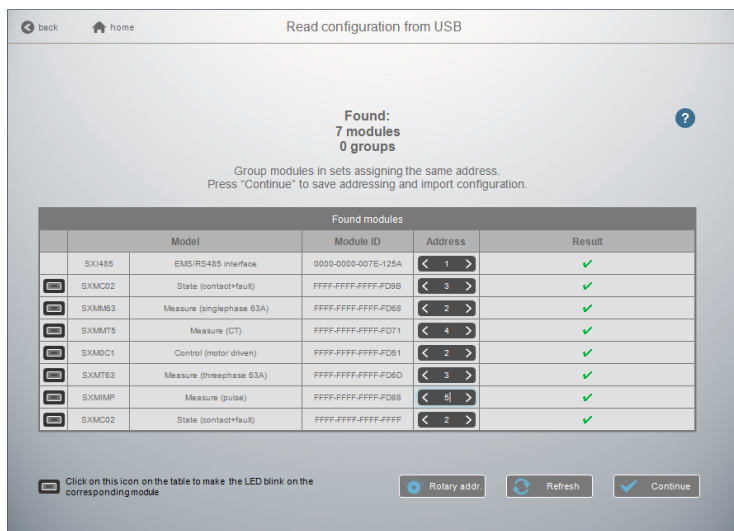 back home Read configuration from USB
Found:
7 modules
0 groups
?
Group modules in sets assigning the same address.
Press "Continue" to save addressing and import configuration.
Found modules
Model Module ID Address Result
SXI485 EMS/RS485 interface 0000-0000-007E-125A 1
SXMC02 State (contact+fault) FFFF-FFFF-FFFF-FD9B 3
SXMM63 Measure (singlephase 63A) FFFF-FFFF-FFFF-FD68 2
SXMMT5 Measure (CT) FFFF-FFFF-FFFF-FD71 4
SXM0C1 Control (motor driven) FFFF-FFFF-FFFF-FD51 2
SXMT63 Measure (threephase 63A) FFFF-FFFF-FFFF-FD6D 3
SXMIMP Measure (pulse) FFFF-FFFF-FFFF-FD88 5
SXMC02 State (contact+fault) FFFF-FFFF-FFFF-FFFF 2
Click on this icon on the table to make the LED blink on the
corresponding module
Rotary addr. Refresh Continue